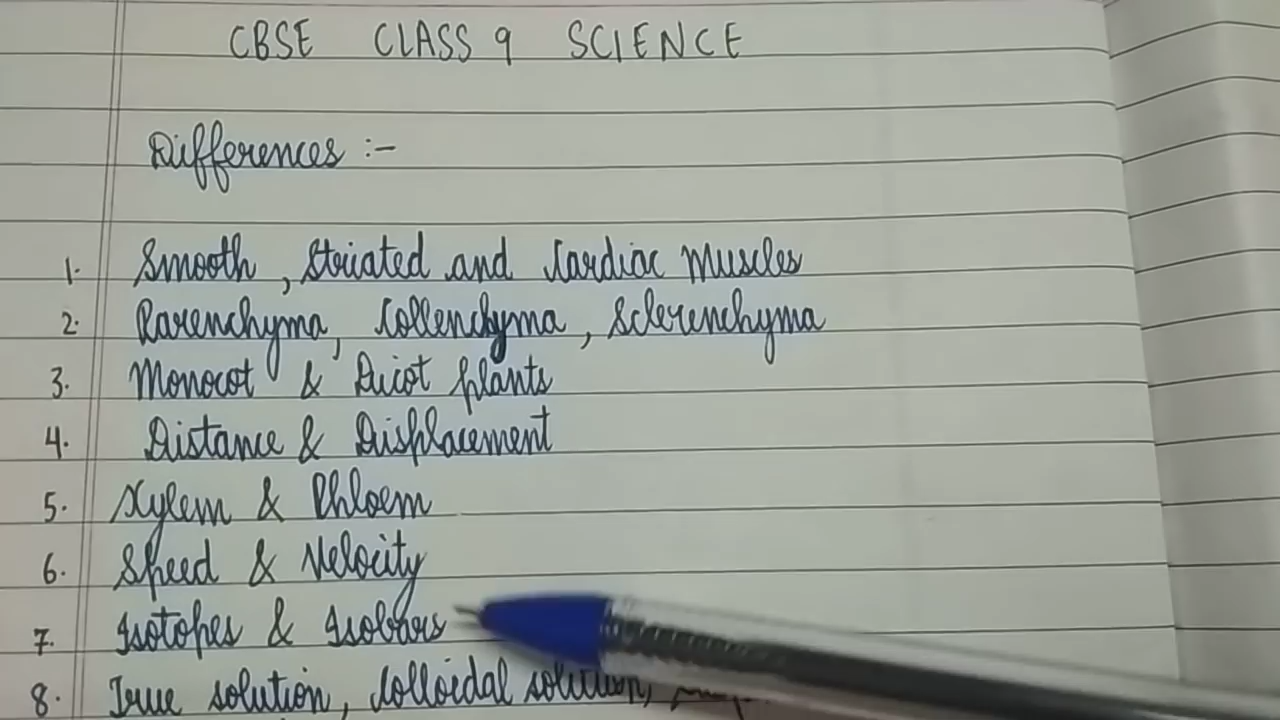 CBSE CLASS 9 SCIENCE
Differences :-
1. Smooth, Striated and Cardiac Muscles
2. Parenchyma, Collenchyma, Sclerenchyma
3. Monocot & Dicot plants
4. Distance & Displacement
5. Xylem & Phloem
6. Speed & Velocity
7. Isotopes & Isobars
8. True solution, Colloidal solution,